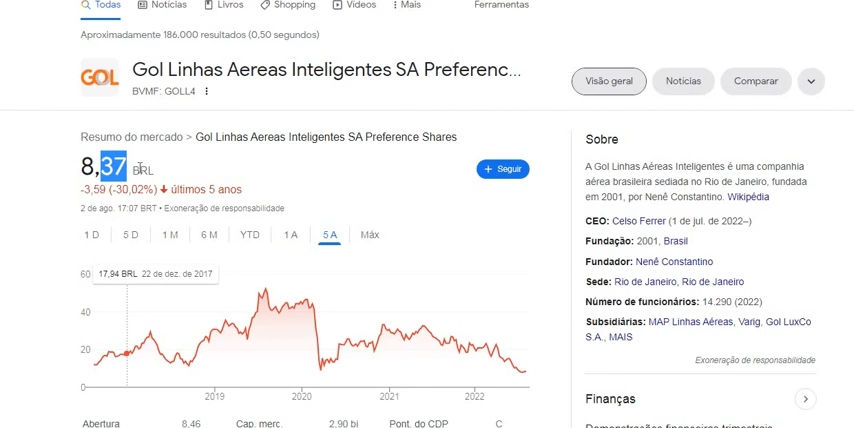 Todas Notícias Livros Shopping Vídeos Mais Ferramentas
Aproximadamente 186.000 resultados (0,50 segundos)
GOL
Gol Linhas Aereas Inteligentes SA Preferenc...
BVMF: GOLL4
Visão geral Notícias Comparar
Resumo do mercado > Gol Linhas Aereas Inteligentes SA Preference Shares
8,37 BRL
+ Seguir
-3,59 (-30,02%) últimos 5 anos
2 de ago. 17:07 BRT • Exoneração de responsabilidade
1 D 5 D 1 M 6 M YTD 1 A 5 A Máx
17,94 BRL 22 de dez. de 2017
60
40
20
0
2019 2020 2021 2022
Abertura 8,46 Cap. merc. 2,90 bi Pont. do CDP C
Sobre
A Gol Linhas Aéreas Inteligentes é uma companhia
aérea brasileira sediada no Rio de Janeiro, fundada
em 2001, por Nenê Constantino. Wikipédia
CEO: Celso Ferrer (1 de jul. de 2022–)
Fundação: 2001, Brasil
Fundador: Nenê Constantino
Sede: Rio de Janeiro, Rio de Janeiro
Número de funcionários: 14.290 (2022)
Subsidiárias: MAP Linhas Aéreas, Varig, Gol LuxCo
S.A., MAIS
Exoneração de responsabilidade
Finanças
Demonstrações financeiras trimestrais